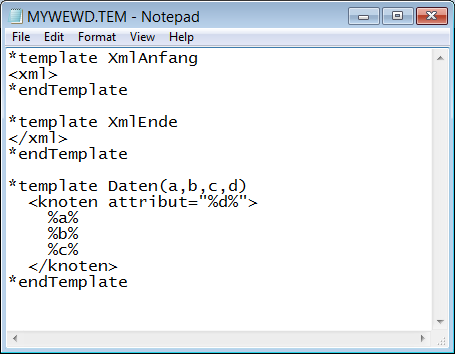 MYWEWD.TEM - Notepad
File Edit Format View Help
*template XmlAnfang
<xml>
*endTemplate

*template XmlEnde
</xml>
*endTemplate

*template Daten(a,b,c,d)
  <knoten attribut="%d%">
    %a%
    %b%
    %c%
  </knoten>
*endTemplate